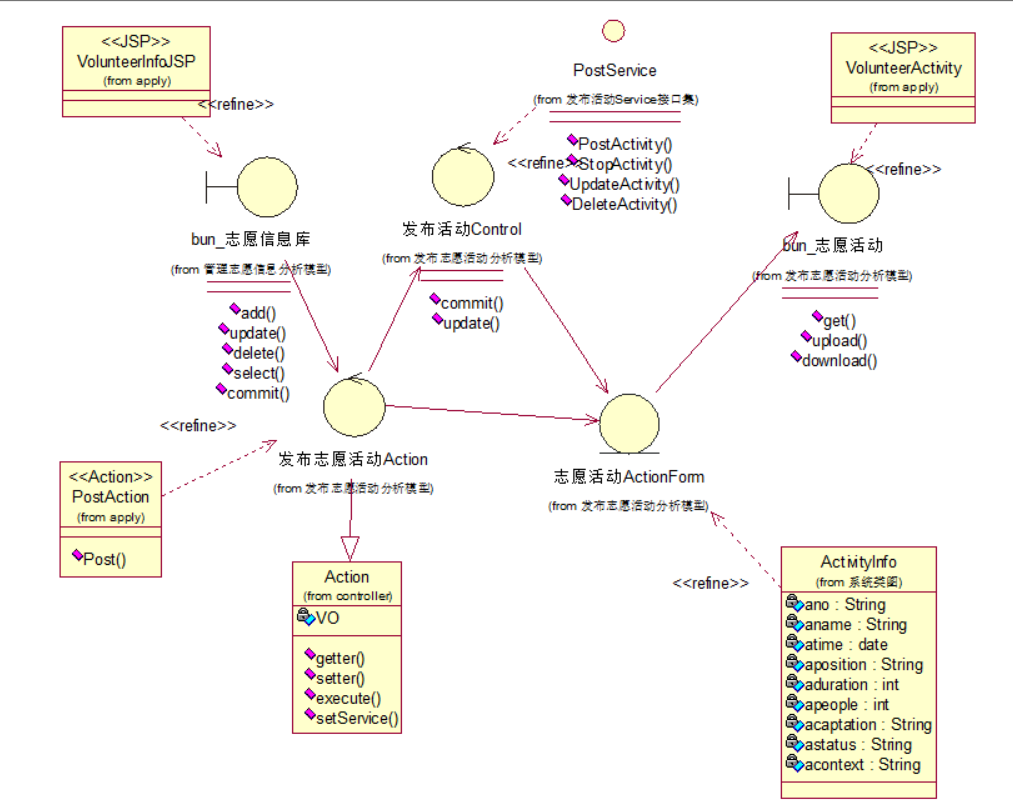 <<JSP>>
VolunteerInfoJSP
(from apply)
<<refine>>
PostService
(from 发布活动Service接口集)
PostActivity()
StopActivity()
UpdateActivity()
DeleteActivity()
<<refine>>
<<JSP>>
VolunteerActivity
(from apply)
<<refine>>
bun_志愿信息库
(from 管理志愿信息分析模型)
add()
update()
delete()
select()
commit()
发布活动Control
(from 发布志愿活动分析模型)
commit()
update()
bun_志愿活动
(from 发布志愿活动分析模型)
get()
upload()
download()
<<refine>>
发布志愿活动Action
(from 发布志愿活动分析模型)
志愿活动ActionForm
(from 发布志愿活动分析模型)
<<Action>>
PostAction
(from apply)
Post()
Action
(from controller)
VO
getter()
setter()
execute()
setService()
<<refine>>
ActivityInfo
(from 系统类图)
ano : String
aname : String
atime : date
aposition : String
aduration : int
apeople : int
acaptation : String
astatus : String
acontext : String